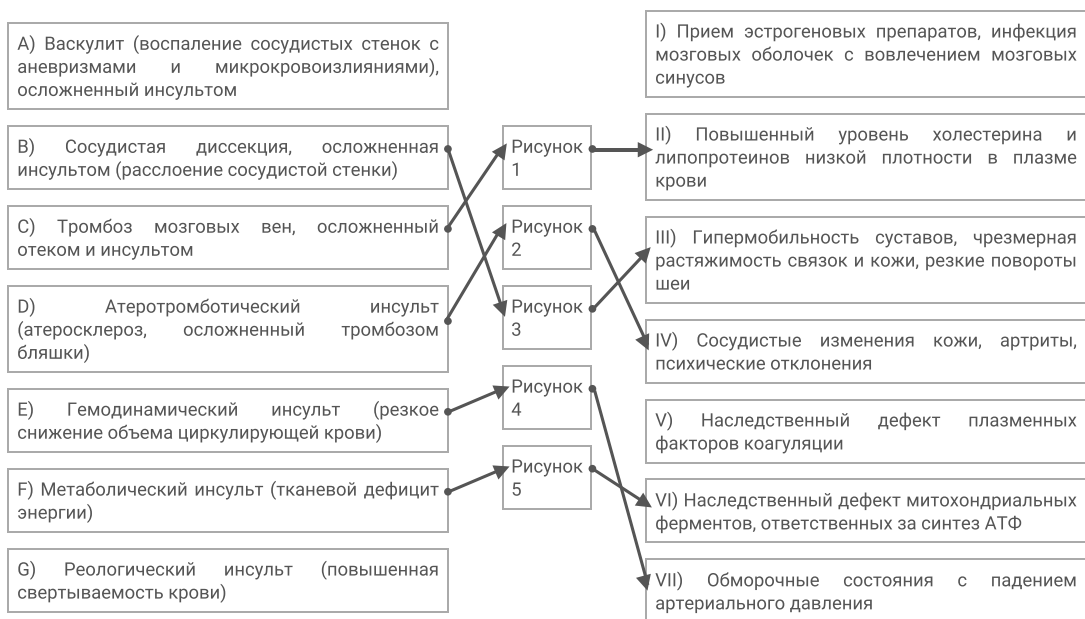 A) Васкулит (воспаление сосудистых стенок с
аневризмами и микрокровоизлияниями),
осложненный инсультом
B) Сосудистая диссекция, осложненная
инсультом (расслоение сосудистой стенки)
C) Тромбоз мозговых вен, осложненный
отеком и инсультом
D) Атеротромботический инсульт
(атеросклероз, осложненный тромбозом
бляшки)
E) Гемодинамический инсульт (резкое
снижение объема циркулирующей крови)
F) Метаболический инсульт (тканевой дефицит
энергии)
G) Реологический инсульт (повышенная
свертываемость крови)
Рисунок
1
Рисунок
2
Рисунок
3
Рисунок
4
Рисунок
5
I) Прием эстрогеновых препаратов, инфекция
мозговых оболочек с вовлечением мозговых
синусов
II) Повышенный уровень холестерина и
липопротеинов низкой плотности в плазме
крови
III) Гипермобильность суставов, чрезмерная
растяжимость связок и кожи, резкие повороты
шеи
IV) Сосудистые изменения кожи, артриты,
психические отклонения
V) Наследственный дефект плазменных
факторов коагуляции
VI) Наследственный дефект митохондриальных
ферментов, ответственных за синтез АТФ
VII) Обморочные состояния с падением
артериального давления